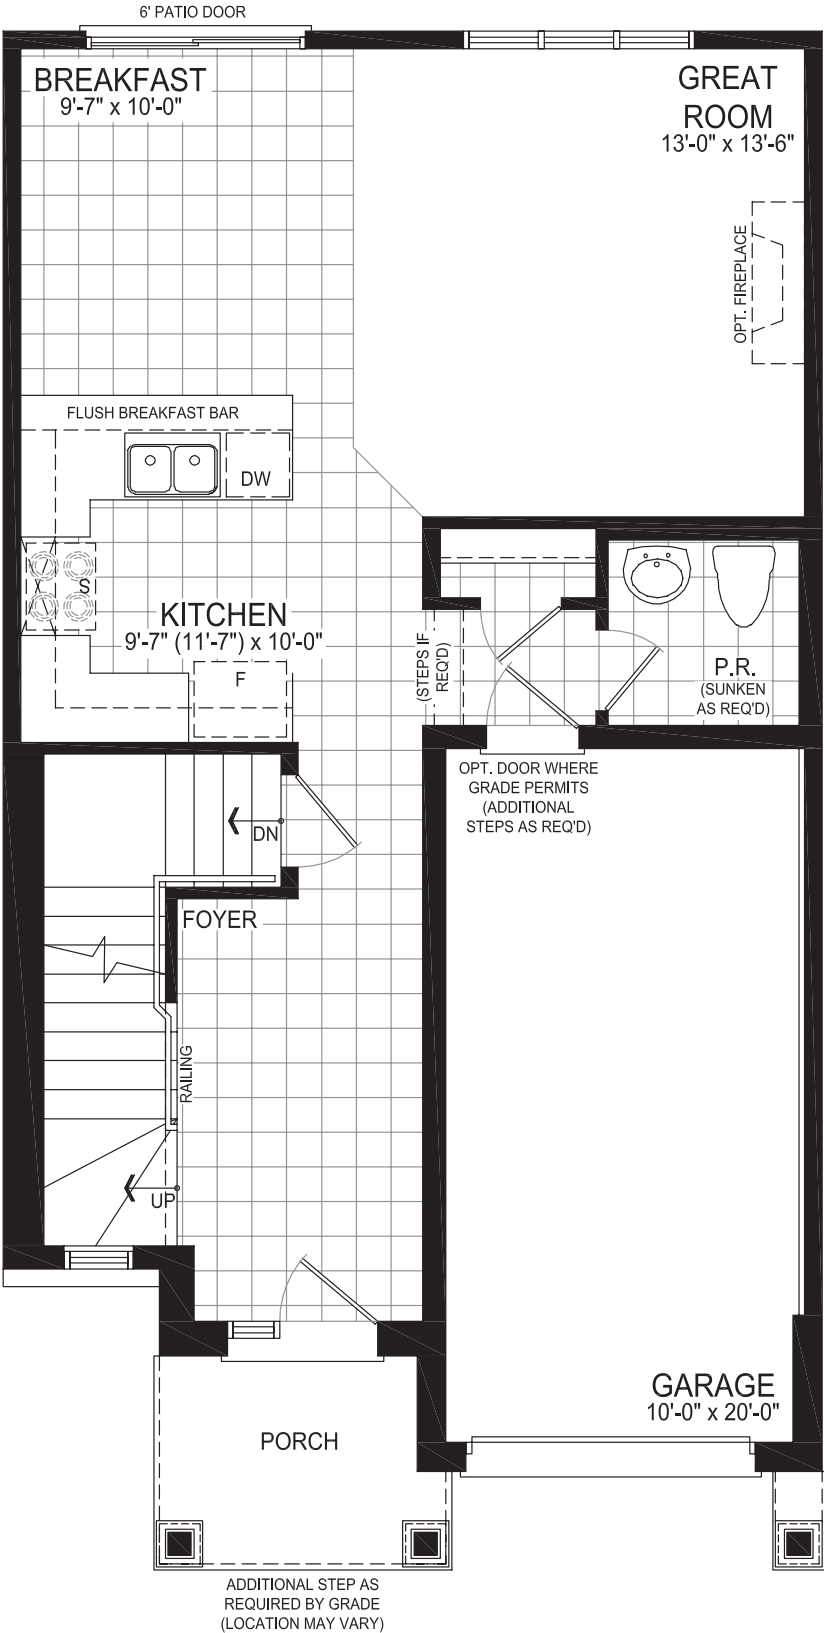 6' PATIO DOOR
BREAKFAST
9'-7" x 10'-0"
GREAT
ROOM
13'-0" x 13'-6"
OPT. FIREPLACE
FLUSH BREAKFAST BAR
DW
S
KITCHEN
9'-7" (11'-7") x 10'-0"
F
(STEPS IF
REQ'D)
P.R.
(SUNKEN
AS REQ'D)
OPT. DOOR WHERE
GRADE PERMITS
(ADDITIONAL
STEPS AS REQ'D)
DN
FOYER
RAILING
UP
GARAGE
10'-0" x 20'-0"
PORCH
ADDITIONAL STEP AS
REQUIRED BY GRADE
(LOCATION MAY VARY)